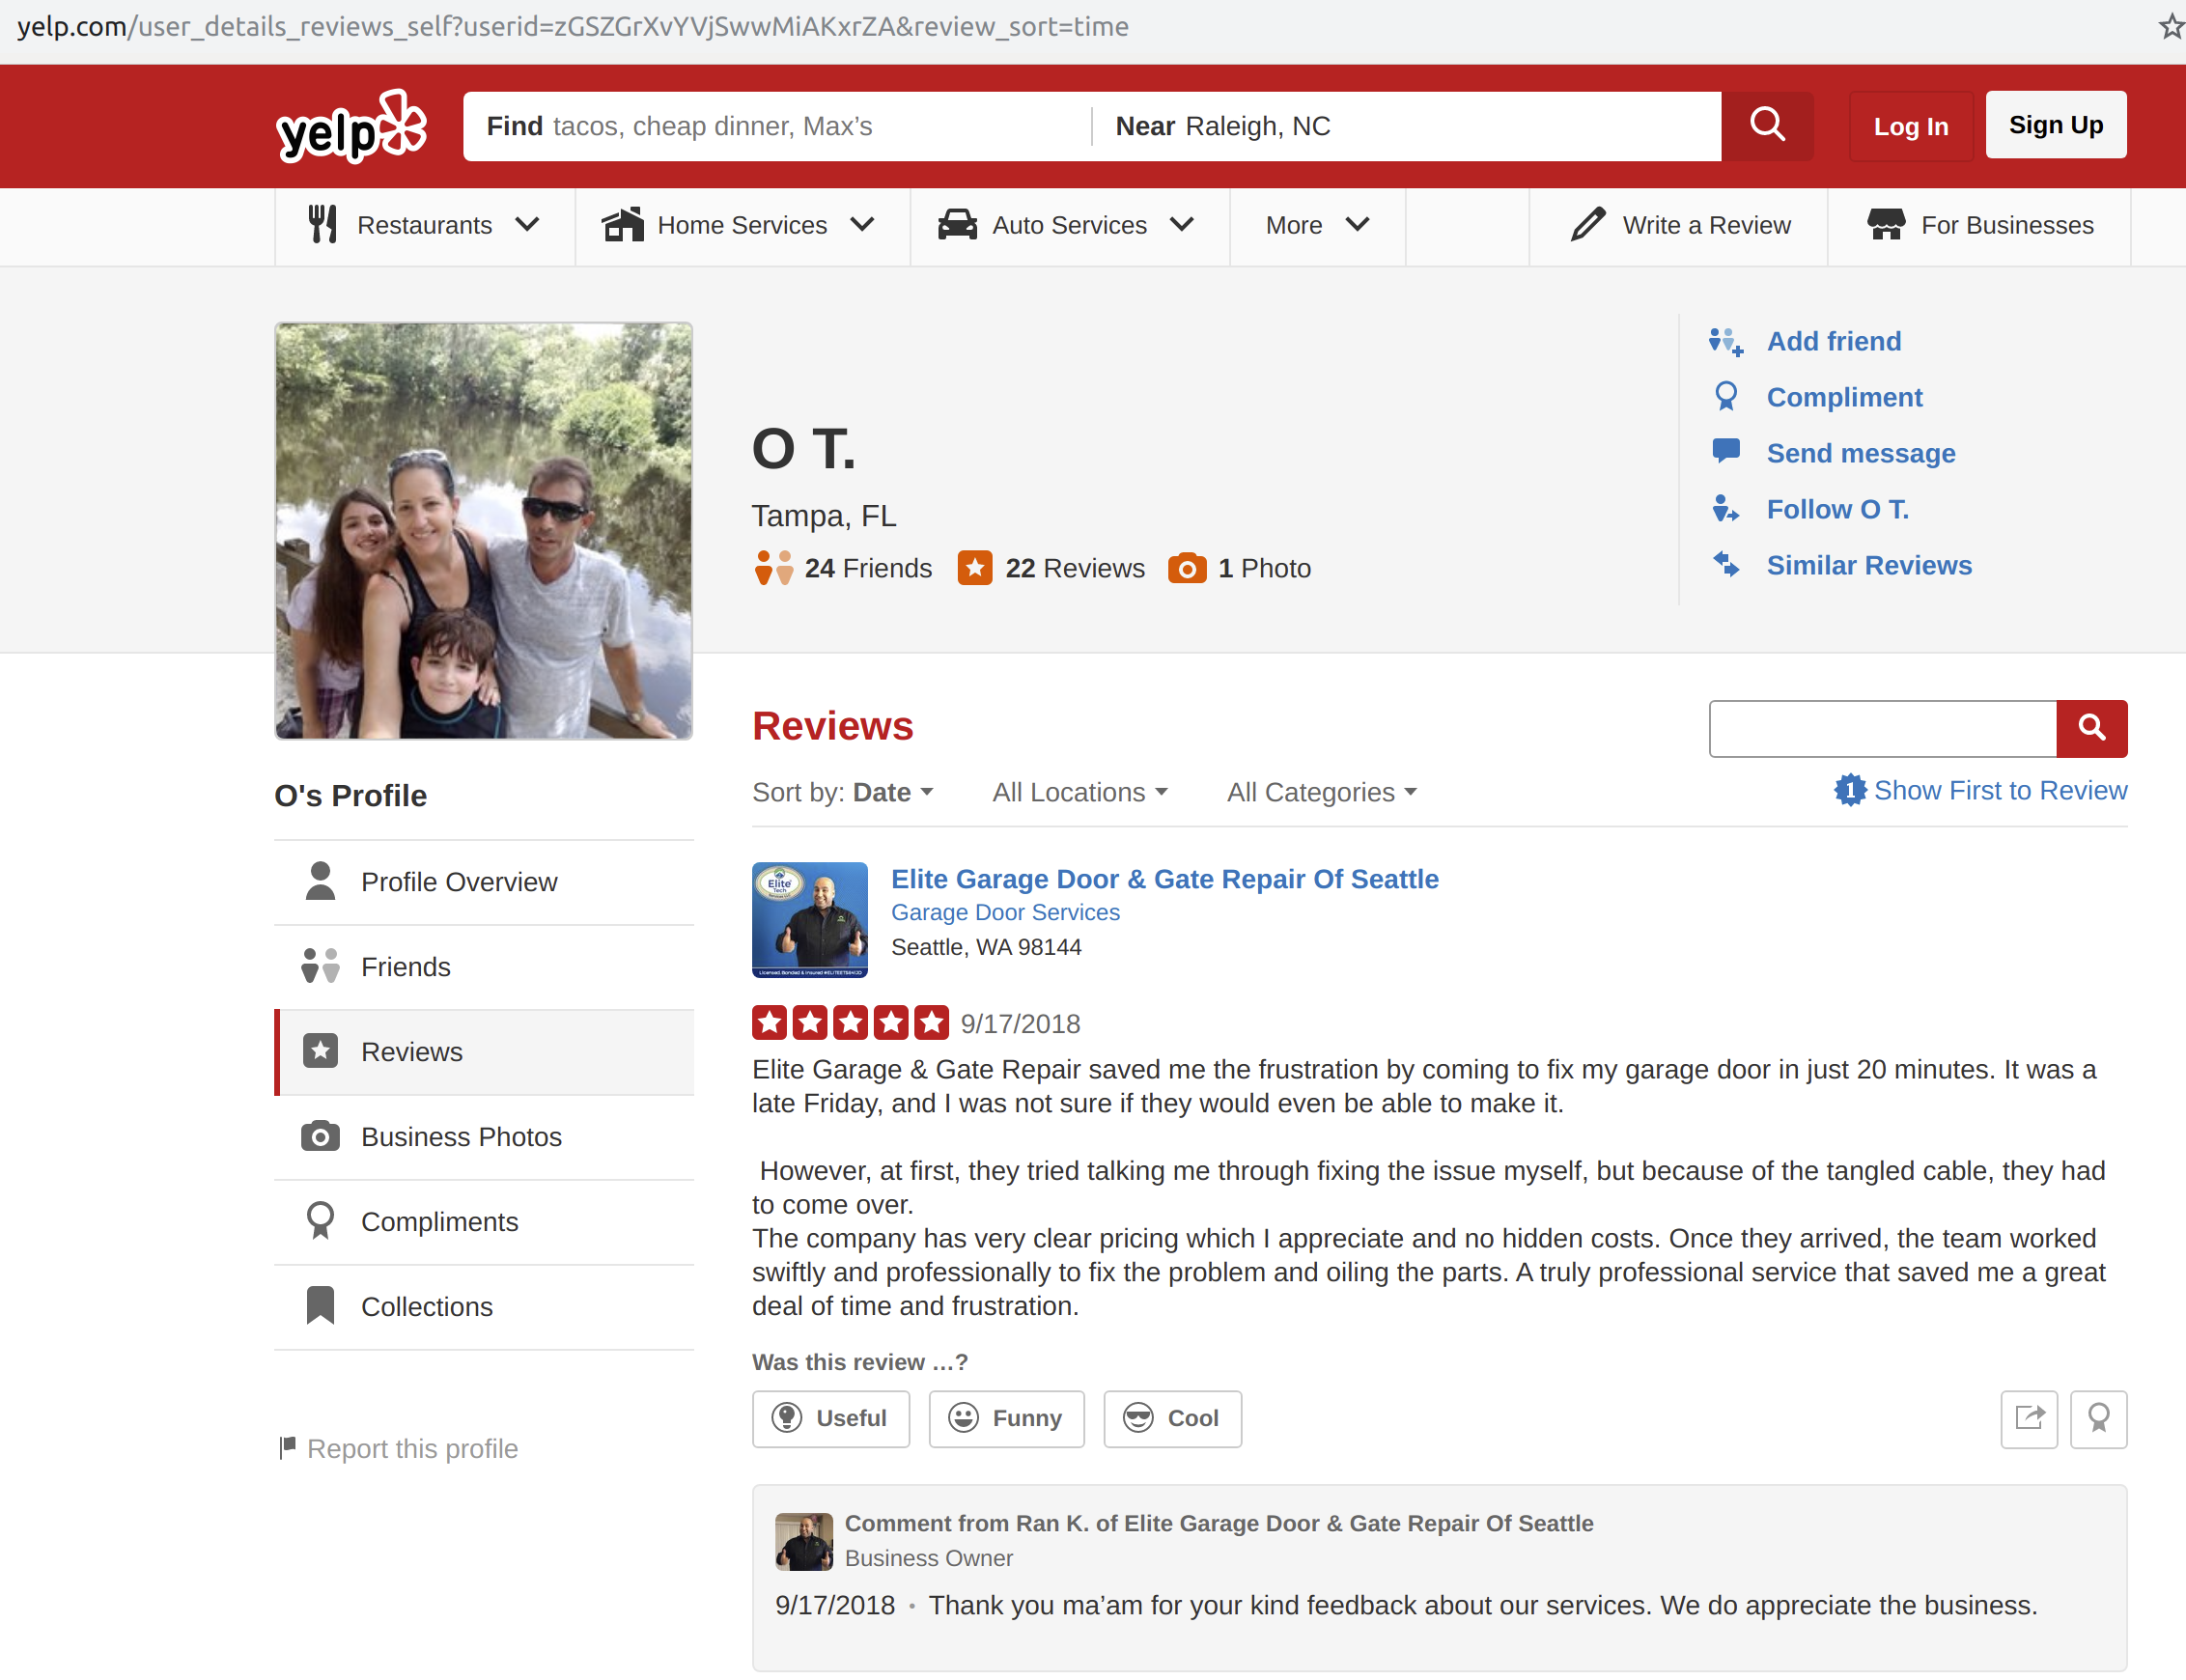 yelp.com/user_details_reviews_self?userid=zGSZGrXvYVjSwwMiAKxrZA&review_sort=time
yelp
Find tacos, cheap dinner, Max’s
Near Raleigh, NC
Log In
Sign Up
Restaurants
Home Services
Auto Services
More
Write a Review
For Businesses
O T.
Tampa, FL
24 Friends 22 Reviews 1 Photo
Add friend
Compliment
Send message
Follow O T.
Similar Reviews
O's Profile
Profile Overview
Friends
Reviews
Business Photos
Compliments
Collections
Report this profile
Reviews
Sort by: Date
All Locations
All Categories
1 Show First to Review
Elite
Tech
Elite Garage Door & Gate Repair Of Seattle
Garage Door Services
Seattle, WA 98144
9/17/2018
Elite Garage & Gate Repair saved me the frustration by coming to fix my garage door in just 20 minutes. It was a
late Friday, and I was not sure if they would even be able to make it.
However, at first, they tried talking me through fixing the issue myself, but because of the tangled cable, they had
to come over.
The company has very clear pricing which I appreciate and no hidden costs. Once they arrived, the team worked
swiftly and professionally to fix the problem and oiling the parts. A truly professional service that saved me a great
deal of time and frustration.
Was this review …?
Useful
Funny
Cool
Comment from Ran K. of Elite Garage Door & Gate Repair Of Seattle
Business Owner
9/17/2018 • Thank you ma’am for your kind feedback about our services. We do appreciate the business.